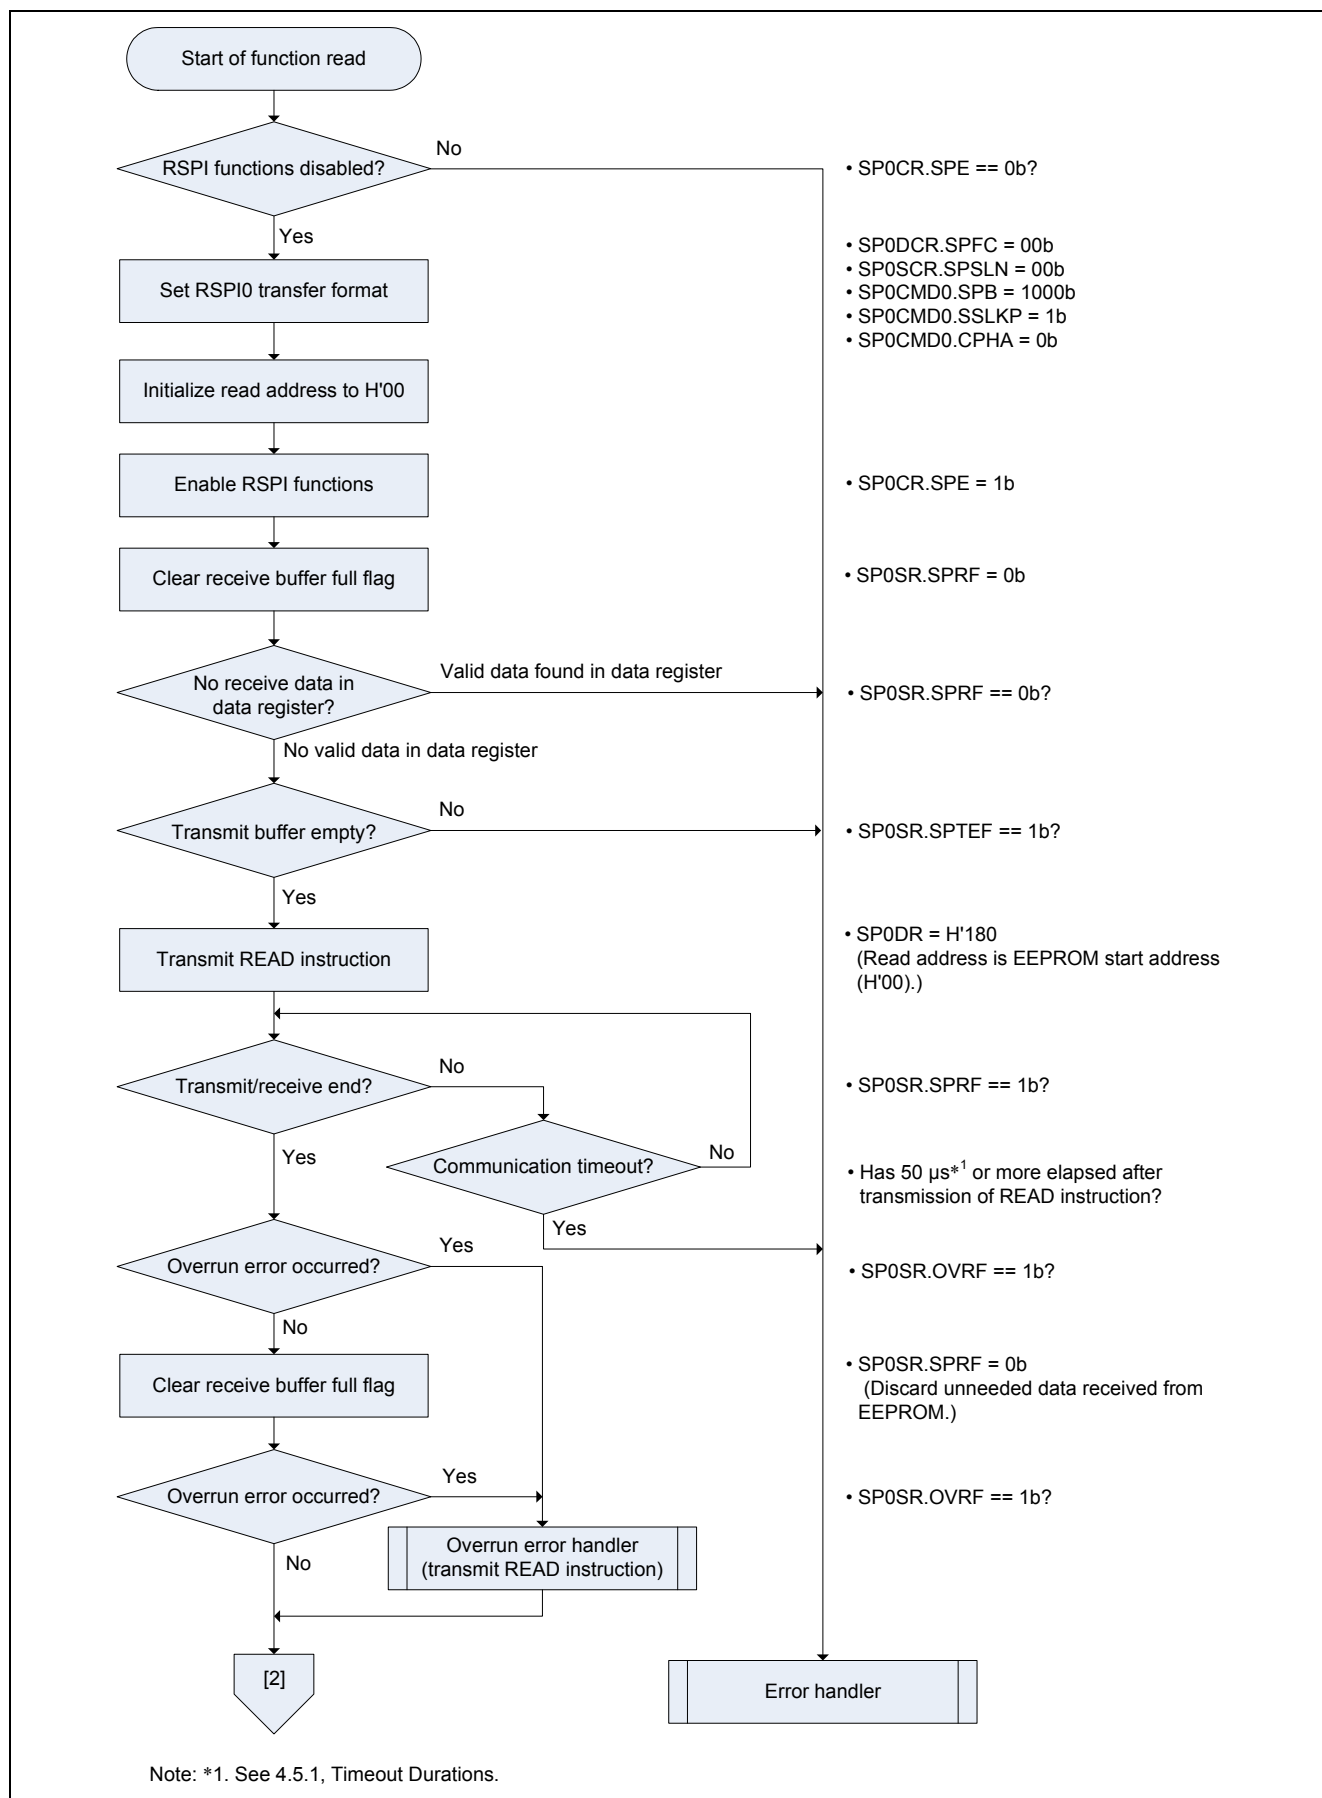 Start of function read
RSPI functions disabled?
No
• SP0CR.SPE == 0b?
Yes
Set RSPI0 transfer format
• SP0DCR.SPFC = 00b
• SP0SCR.SPSLN = 00b
• SP0CMD0.SPB = 1000b
• SP0CMD0.SSLKP = 1b
• SP0CMD0.CPHA = 0b
Initialize read address to H'00
Enable RSPI functions
• SP0CR.SPE = 1b
Clear receive buffer full flag
• SP0SR.SPRF = 0b
No receive data in
data register?
Valid data found in data register
• SP0SR.SPRF == 0b?
No valid data in data register
Transmit buffer empty?
No
• SP0SR.SPTEF == 1b?
Yes
Transmit READ instruction
• SP0DR = H'180
(Read address is EEPROM start address
(H'00).)
Transmit/receive end?
No
• SP0SR.SPRF == 1b?
Yes
Communication timeout?
No
• Has 50 µs*1 or more elapsed after
transmission of READ instruction?
Yes
Overrun error occurred?
Yes
• SP0SR.OVRF == 1b?
No
Clear receive buffer full flag
• SP0SR.SPRF = 0b
(Discard unneeded data received from
EEPROM.)
Overrun error occurred?
Yes
• SP0SR.OVRF == 1b?
No
Overrun error handler
(transmit READ instruction)
[2]
Error handler
Note: *1. See 4.5.1, Timeout Durations.